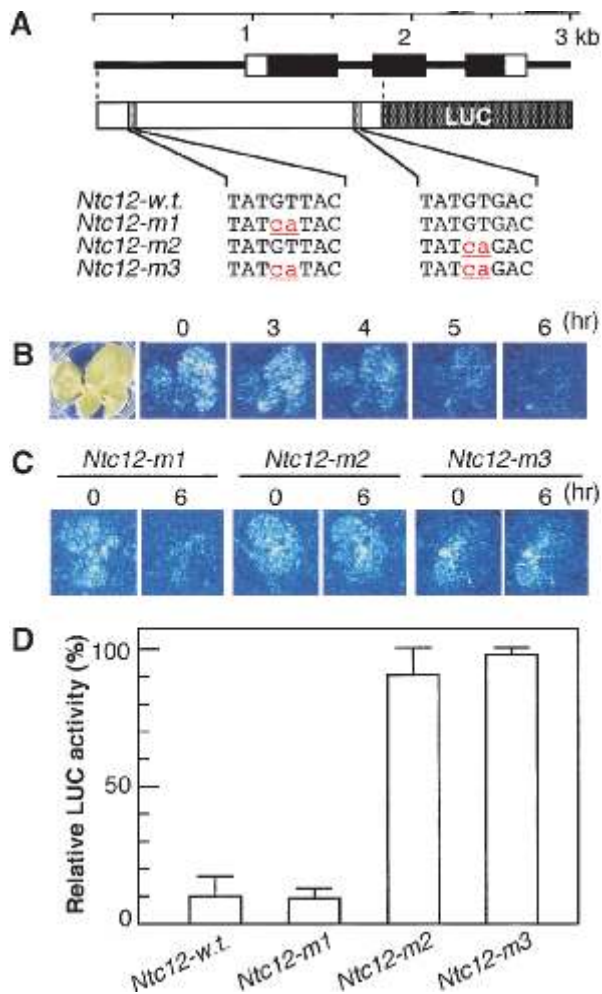 A
1 2 3 kb
LUC
Ntc12-w.t. TATGTTAC TATGTGAC
Ntc12-m1 TATcaTAC TATGTGAC
Ntc12-m2 TATGTTAC TATcaGAC
Ntc12-m3 TATcaTAC TATcaGAC
B 0 3 4 5 6 (hr)
C Ntc12-m1 Ntc12-m2 Ntc12-m3
0 6 0 6 0 6 (hr)
D
Relative LUC activity (%)
100
50
0
Ntc12-w.t. Ntc12-m1 Ntc12-m2 Ntc12-m3